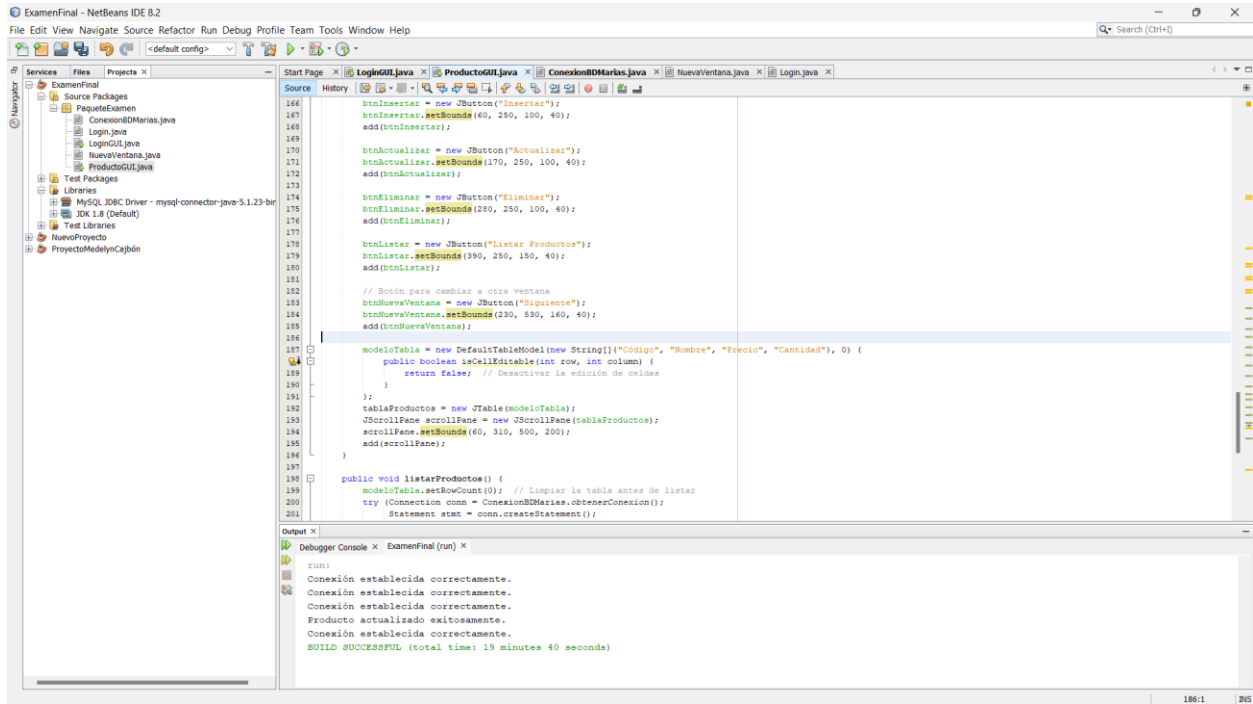 ExamenFinal - NetBeans IDE 8.2
File Edit View Navigate Source Refactor Run Debug Profile Team Tools Window Help
Search (Ctrl+I)
<default config>
Services Files Projects
Navigator
ExamenFinal
Source Packages
PaqueteExamen
ConexionBDMarias.java
Login.java
LoginGUI.java
NuevaVentana.java
ProductoGUI.java
Test Packages
Libraries
MySQL JDBC Driver - mysql-connector-java-5.1.23-bin
JDK 1.8 (Default)
Test Libraries
NuevoProyecto
ProyectoMedelynCajbón
Start Page LoginGUI.java ProductoGUI.java ConexionBDMarias.java NuevaVentana.java Login.java
Source History
166 btnInsertar = new JButton("Insertar");
167 btnInsertar.setBounds(60, 250, 100, 40);
168 add(btnInsertar);
169
170 btnActualizar = new JButton("Actualizar");
171 btnActualizar.setBounds(170, 250, 100, 40);
172 add(btnActualizar);
173
174 btnEliminar = new JButton("Eliminar");
175 btnEliminar.setBounds(280, 250, 100, 40);
176 add(btnEliminar);
177
178 btnListar = new JButton("Listar Productos");
179 btnListar.setBounds(390, 250, 150, 40);
180 add(btnListar);
181
182 // Botón para cambiar a otra ventana
183 btnNuevaVentana = new JButton("Siguiente");
184 btnNuevaVentana.setBounds(230, 530, 160, 40);
185 add(btnNuevaVentana);
186
187 modeloTabla = new DefaultTableModel(new String[]{"Código", "Nombre", "Precio", "Cantidad"}, 0) {
public boolean isCellEditable(int row, int column) {
189 return false; // Desactivar la edición de celdas
190 }
191 };
192 tablaProductos = new JTable(modeloTabla);
193 JScrollPane scrollPane = new JScrollPane(tablaProductos);
194 scrollPane.setBounds(60, 310, 500, 200);
195 add(scrollPane);
196 }
197
198 public void listarProductos() {
199 modeloTabla.setRowCount(0); // Limpiar la tabla antes de listar
200 try (Connection conn = ConexionBDMarias.obtenerConexion();
201 Statement stmt = conn.createStatement();
Output
Debugger Console ExamenFinal (run)
run:
Conexión establecida correctamente.
Conexión establecida correctamente.
Conexión establecida correctamente.
Producto actualizado exitosamente.
Conexión establecida correctamente.
BUILD SUCCESSFUL (total time: 19 minutes 40 seconds)
186:1 INS